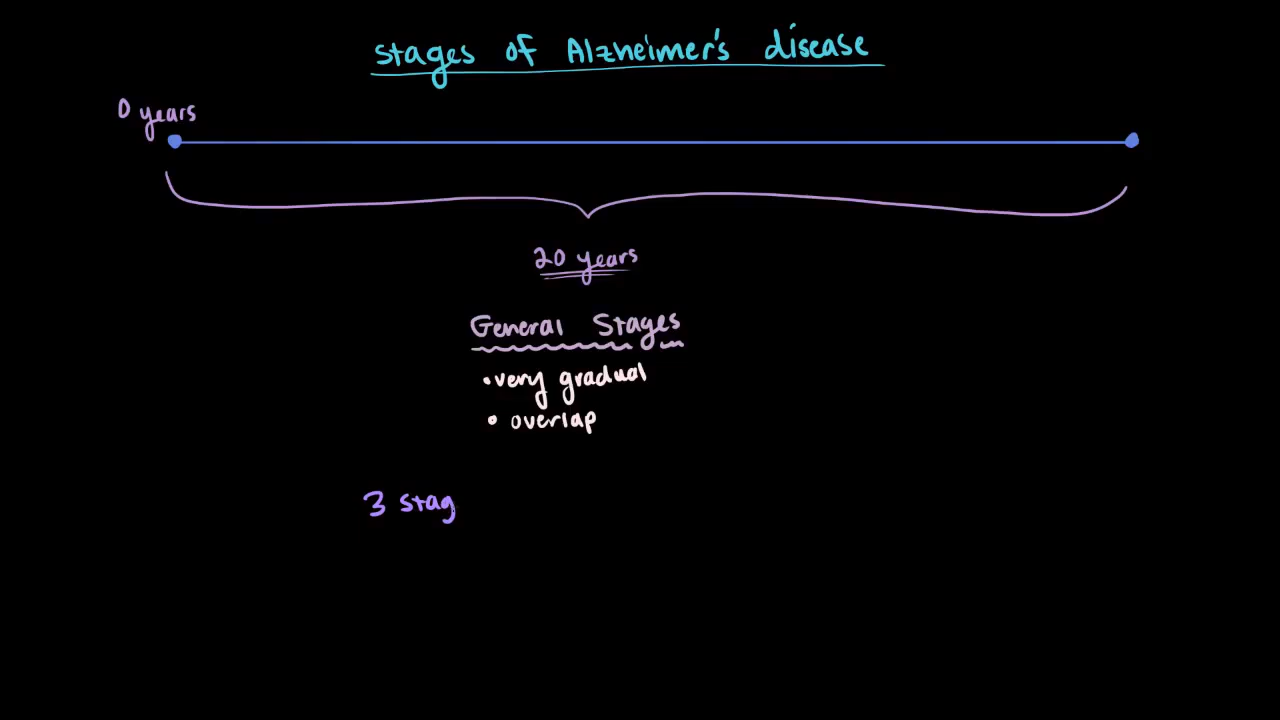 stages of Alzheimer's disease
0 years
20 years
General Stages
• very gradual
• overlap
3 stag